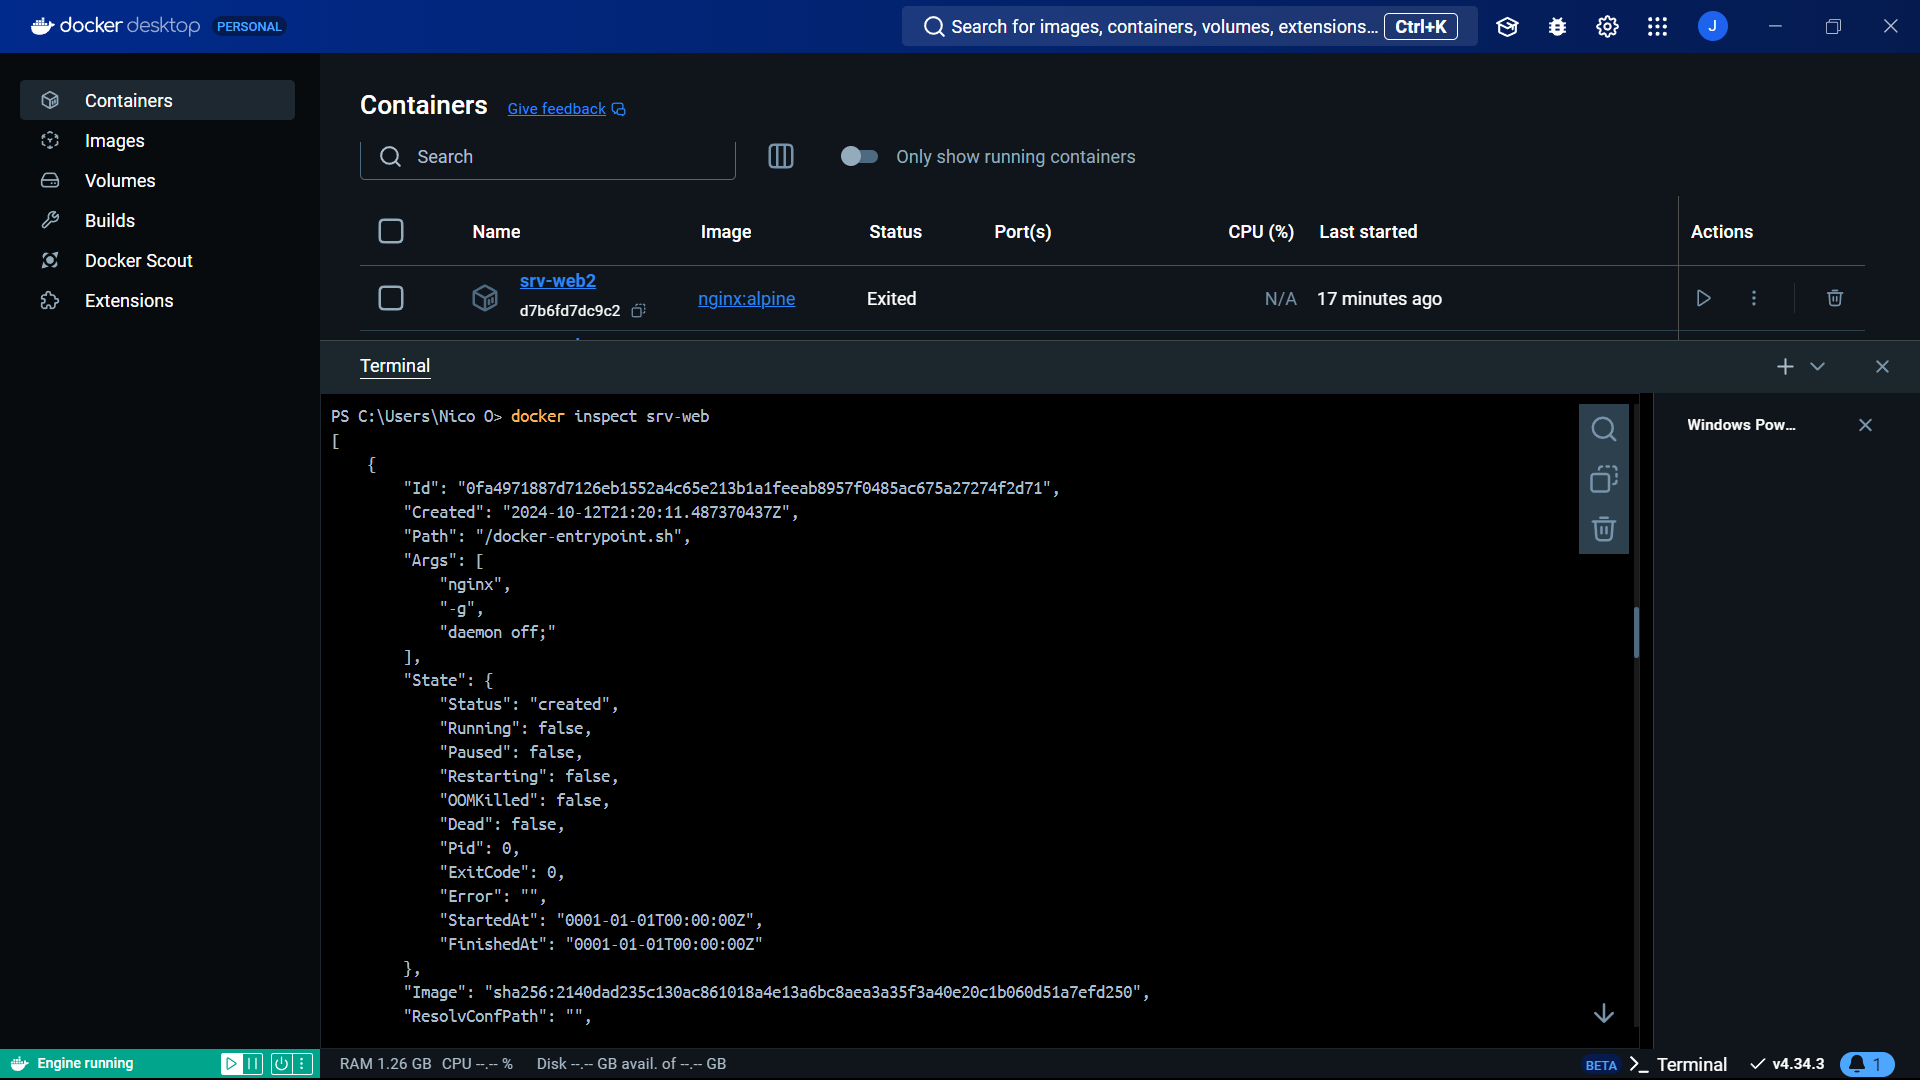 docker desktop PERSONAL
Search for images, containers, volumes, extensions... Ctrl+K
J
Containers
Images
Volumes
Builds
Docker Scout
Extensions
Containers Give feedback
Search
Only show running containers
Name Image Status Port(s) CPU (%) Last started Actions
srv-web2
d7b6fd7dc9c2
nginx:alpine Exited N/A 17 minutes ago
Terminal
Windows Pow...
PS C:\Users\Nico O> docker inspect srv-web
[
{
"Id": "0fa4971887d7126eb1552a4c65e213b1a1feeab8957f0485ac675a27274f2d71",
"Created": "2024-10-12T21:20:11.487370437Z",
"Path": "/docker-entrypoint.sh",
"Args": [
"nginx",
"-g",
"daemon off;"
],
"State": {
"Status": "created",
"Running": false,
"Paused": false,
"Restarting": false,
"OOMKilled": false,
"Dead": false,
"Pid": 0,
"ExitCode": 0,
"Error": "",
"StartedAt": "0001-01-01T00:00:00Z",
"FinishedAt": "0001-01-01T00:00:00Z"
},
"Image": "sha256:2140dad235c130ac861018a4e13a6bc8aea3a35f3a40e20c1b060d51a7efd250",
"ResolvConfPath": "",
Engine running
RAM 1.26 GB CPU --.-- % Disk --.-- GB avail. of --.-- GB
BETA Terminal v4.34.3 1